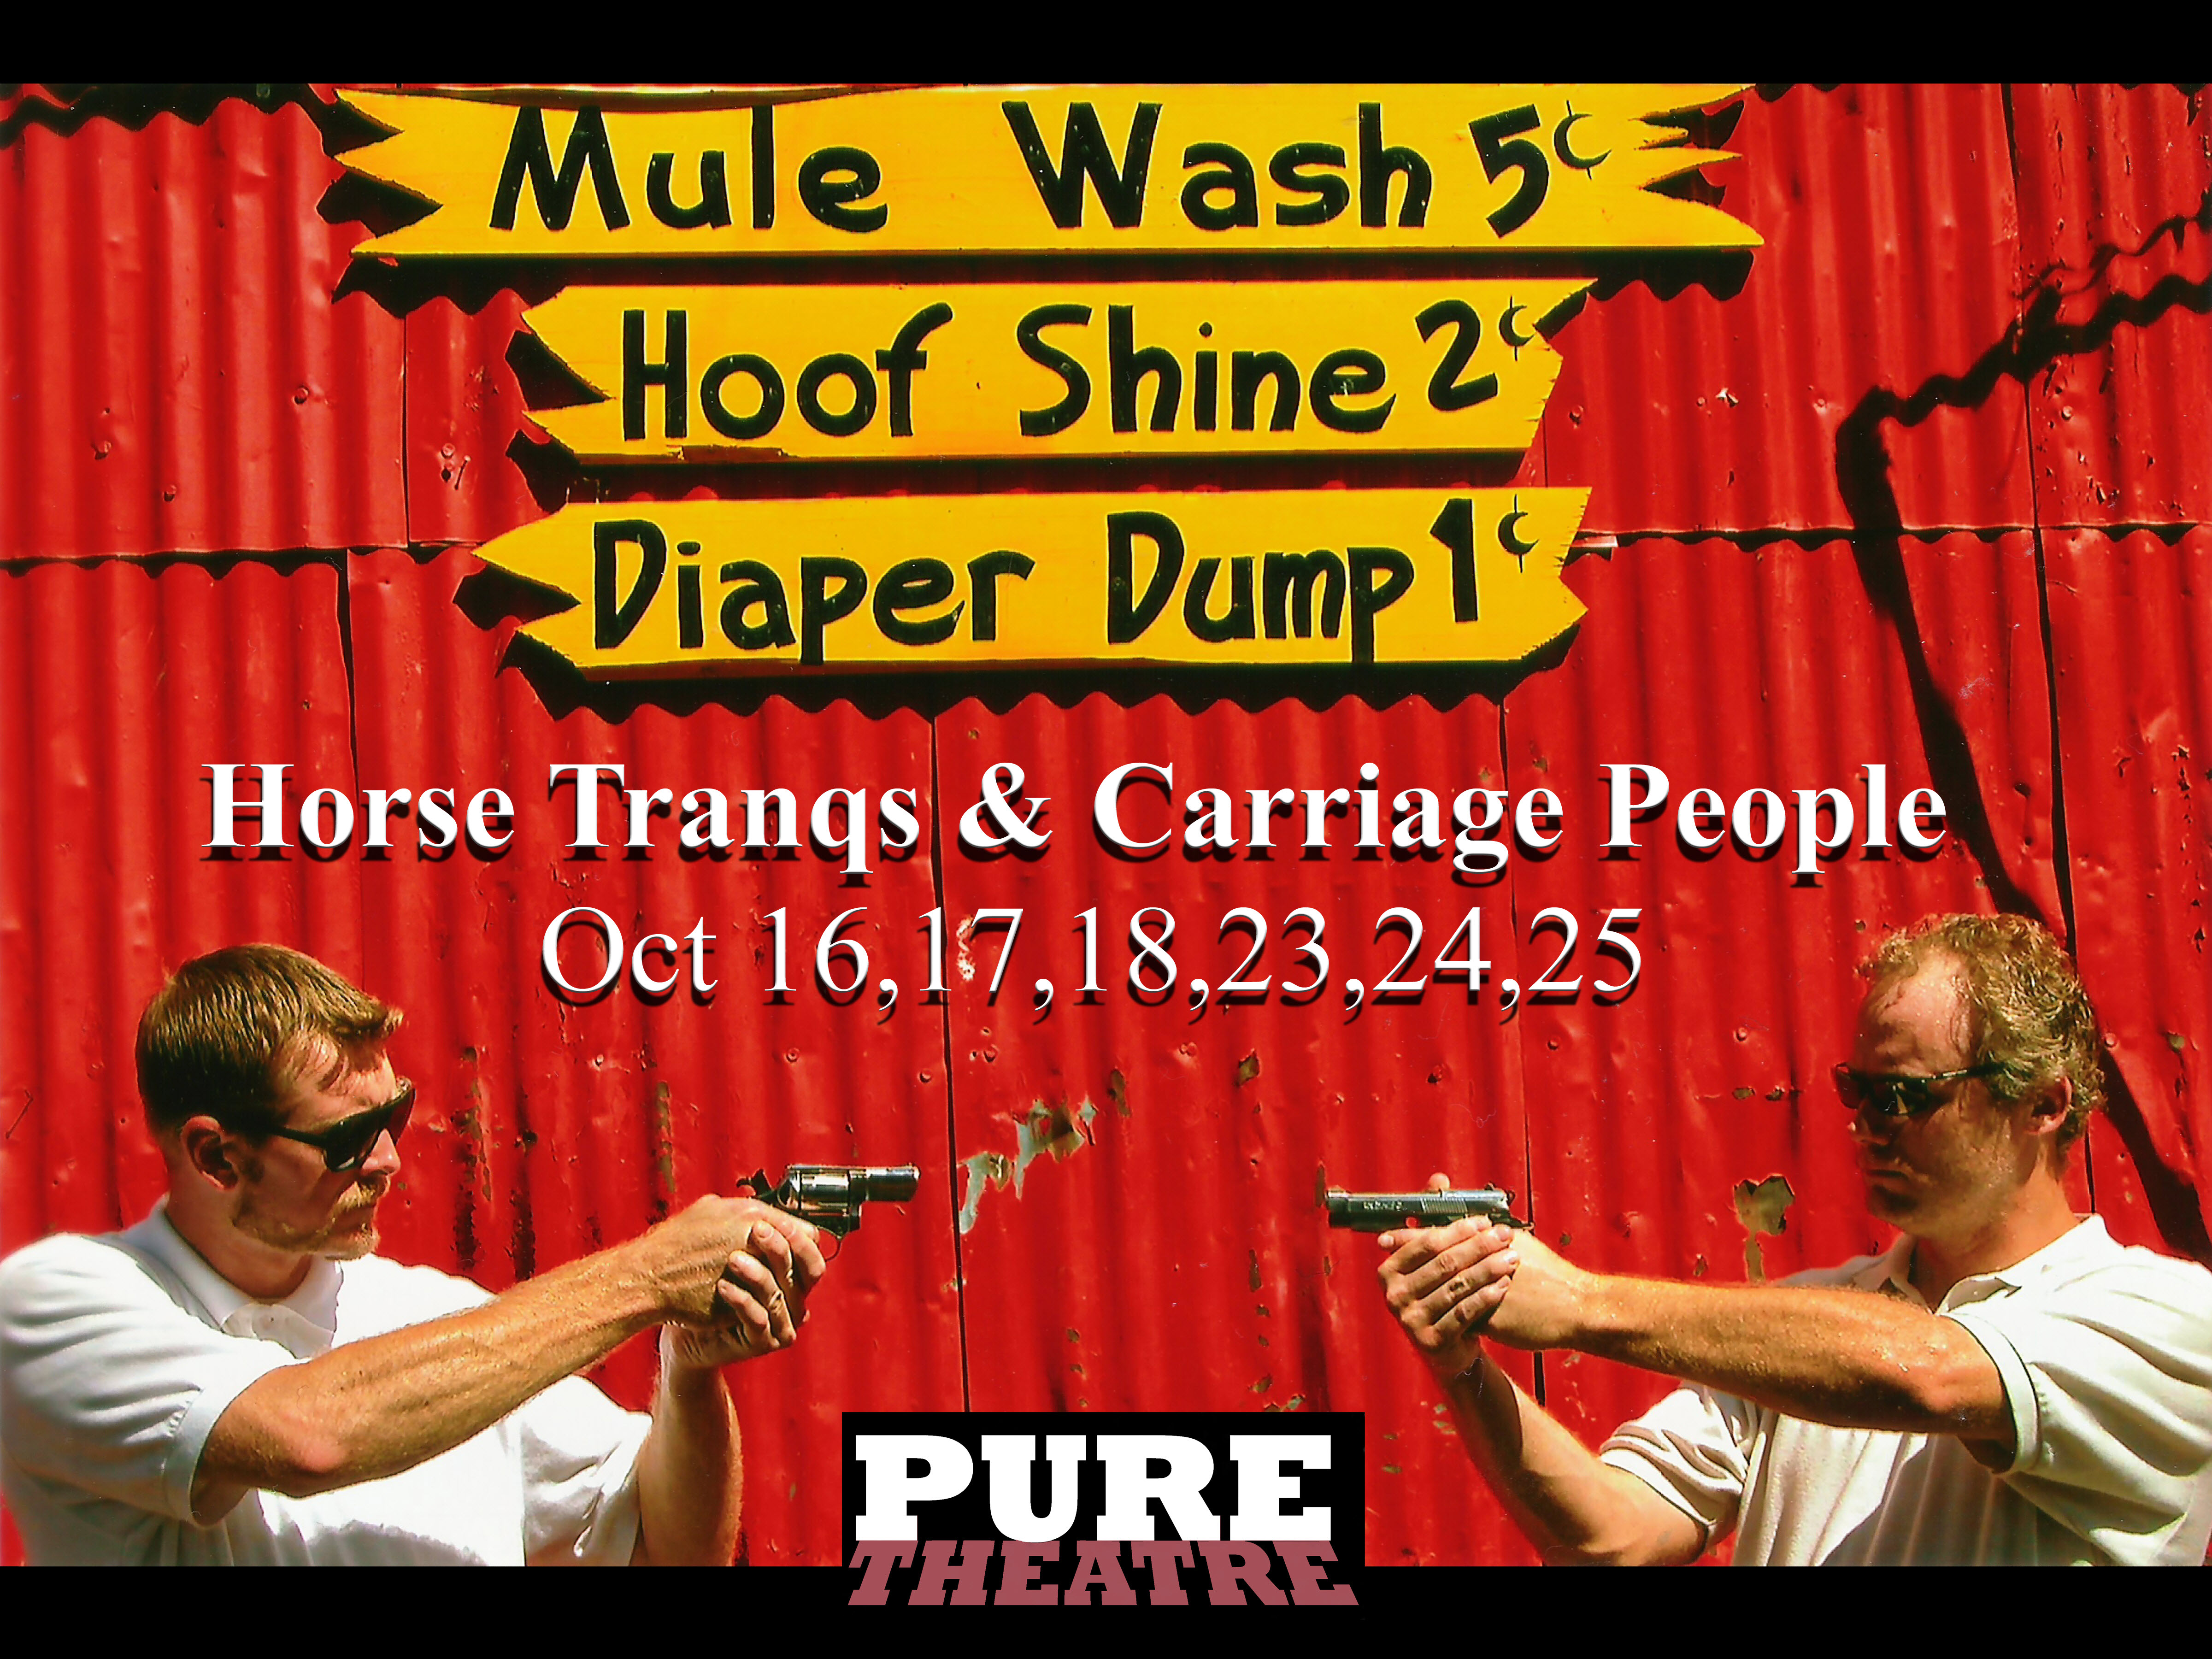 Mule Wash 5¢
Hoof Shine 2¢
Diaper Dump 1¢
Horse Tranqs & Carriage People
Oct 16,17,18,23,24,25
PURE
THEATRE